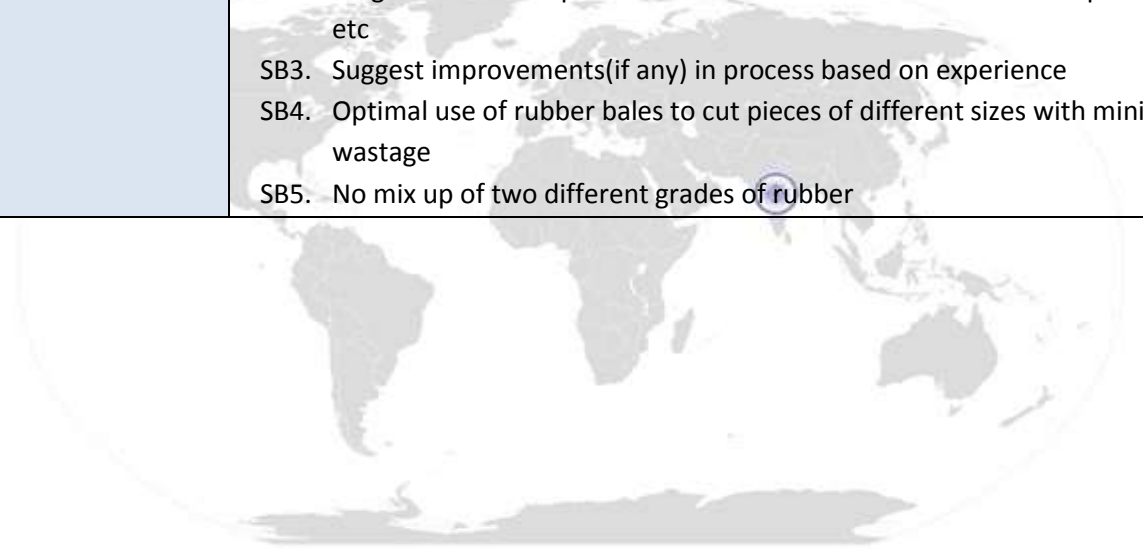 etc
SB3. Suggest improvements(if any) in process based on experience
SB4. Optimal use of rubber bales to cut pieces of different sizes with mini
wastage
SB5. No mix up of two different grades of rubber